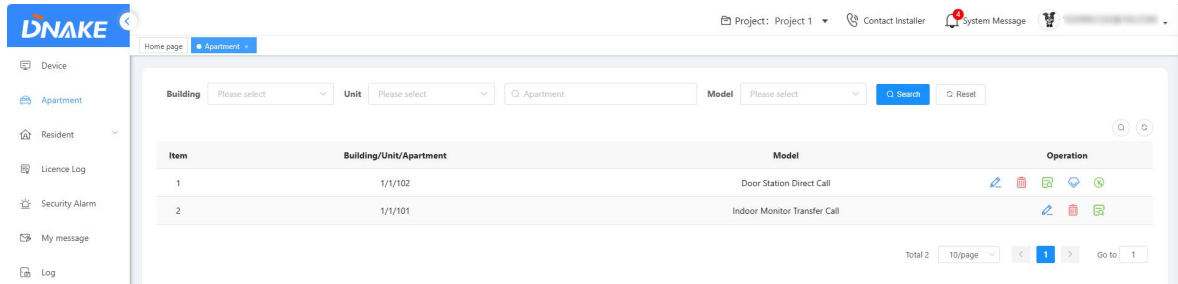 DNAKE
Project: Project 1
Contact Installer
4
System Message
Home page
Apartment ×
Device
Apartment
Resident
Licence Log
Security Alarm
My message
Log
Building Please select Unit Please select Apartment Model Please select Search Reset
Item Building/Unit/Apartment Model Operation
1 1/1/102 Door Station Direct Call
2 1/1/101 Indoor Monitor Transfer Call
Total 2 10/page < 1 > Go to 1